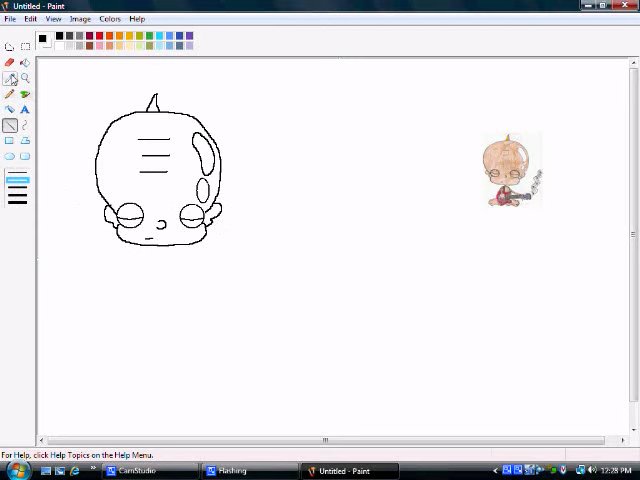 Untitled - Paint
File Edit View Image Colors Help
For Help, click Help Topics on the Help Menu.
CamStudio
Hashing
Untitled - Paint
12:28 PM